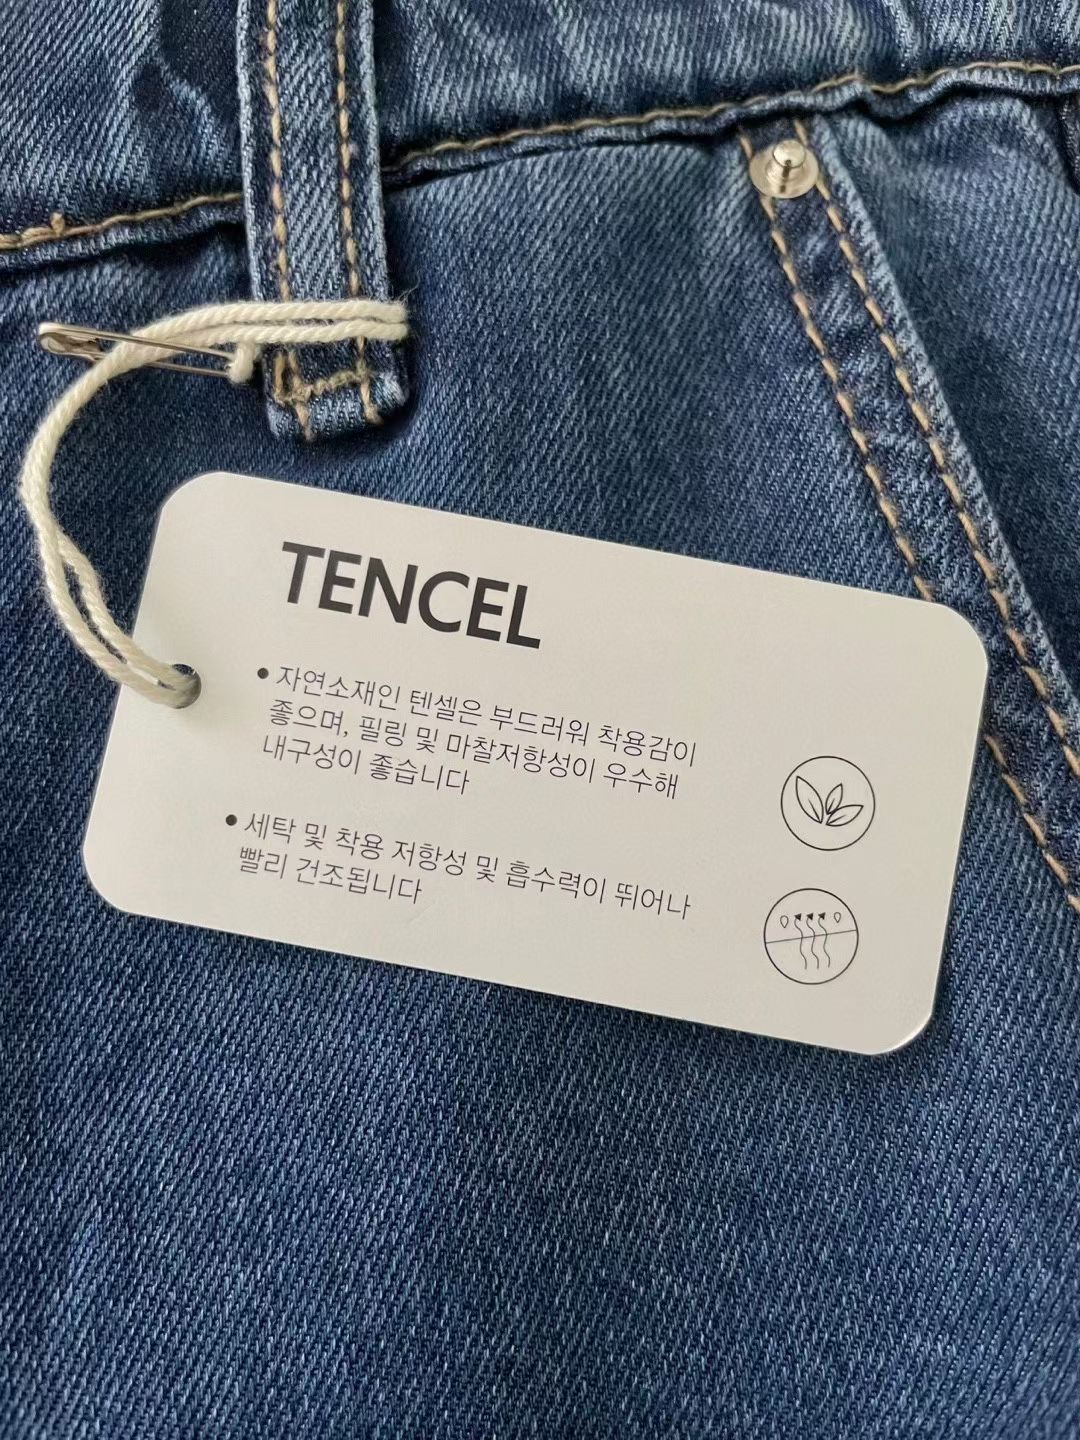 TENCEL
• 자연소재인 텐셀은 부드러워 착용감이
좋으며, 필링 및 마찰저항성이 우수해
내구성이 좋습니다
• 세탁 및 착용 저항성 및 흡수력이 뛰어나
빨리 건조됩니다